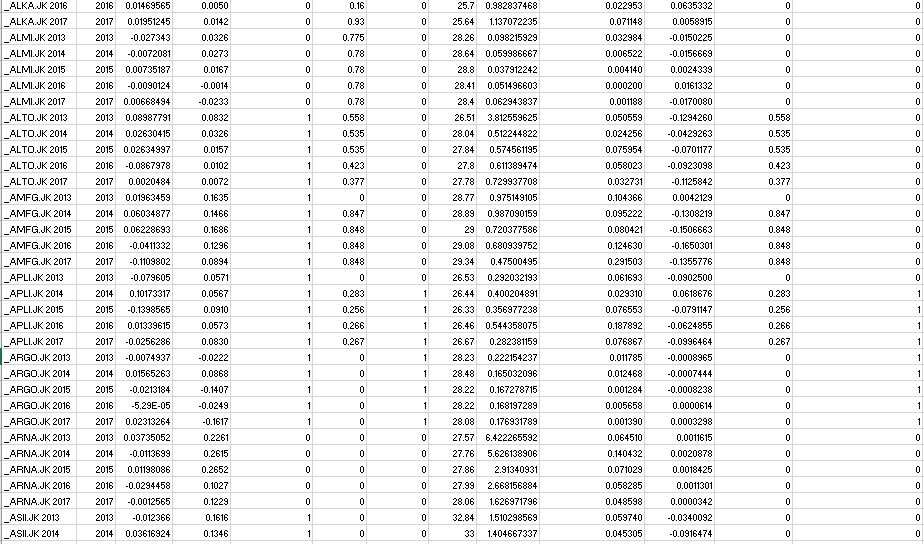 _ALKA.JK 2016 2016 0.01469565 0.0050 0 0.16 0 25.7 0.982837468 0.022953 0.0635332 0 0
_ALKA.JK 2017 2017 0.01951245 0.0142 0 0.93 0 25.64 1.137072235 0.071148 0.0058915 0 0
_ALMI.JK 2013 2013 -0.027343 0.0326 0 0.775 0 28.26 0.098215929 0.032984 -0.0150225 0 0
_ALMI.JK 2014 2014 -0.0072081 0.0273 0 0.78 0 28.64 0.059986667 0.006522 -0.0156669 0 0
_ALMI.JK 2015 2015 0.00735187 0.0167 0 0.78 0 28.8 0.037912242 0.004140 0.0024339 0 0
_ALMI.JK 2016 2016 -0.0090124 -0.0014 0 0.78 0 28.41 0.051496603 0.000200 0.0161332 0 0
_ALMI.JK 2017 2017 0.00668494 -0.0233 0 0.78 0 28.4 0.062943837 0.001188 -0.0170080 0 0
_ALTO.JK 2013 2013 0.08987791 0.0832 1 0.558 0 26.51 3.812559625 0.050559 -0.1294260 0.558 0
_ALTO.JK 2014 2014 0.02630415 0.0326 1 0.535 0 28.04 0.512244822 0.024256 -0.0429263 0.535 0
_ALTO.JK 2015 2015 0.02634997 0.0157 1 0.535 0 27.84 0.574561195 0.075954 -0.0701177 0.535 0
_ALTO.JK 2016 2016 -0.0867978 0.0102 1 0.423 0 27.8 0.611389474 0.058023 -0.0923098 0.423 0
_ALTO.JK 2017 2017 0.0020484 0.0072 1 0.377 0 27.78 0.729937708 0.032731 -0.1125842 0.377 0
_AMFG.JK 2013 2013 0.01963459 0.1635 1 0 0 28.77 0.975149105 0.104366 0.0042129 0 0
_AMFG.JK 2014 2014 0.06034877 0.1466 1 0.847 0 28.89 0.987090159 0.095222 -0.1308219 0.847 0
_AMFG.JK 2015 2015 0.06228693 0.1686 1 0.848 0 29 0.720377586 0.080421 -0.1506663 0.848 0
_AMFG.JK 2016 2016 -0.0411332 0.1296 1 0.848 0 29.08 0.680939752 0.124630 -0.1650301 0.848 0
_AMFG.JK 2017 2017 -0.1109802 0.0894 1 0.848 0 29.34 0.47500495 0.291503 -0.1355776 0.848 0
_APLI.JK 2013 2013 -0.079605 0.0571 1 0 0 26.53 0.292032193 0.061693 -0.0902500 0 0
_APLI.JK 2014 2014 0.10173317 0.0567 1 0.283 1 26.44 0.400204891 0.029310 0.0618676 0.283 1
_APLI.JK 2015 2015 -0.1398565 0.0910 1 0.256 1 26.33 0.356977238 0.076553 -0.0791147 0.256 1
_APLI.JK 2016 2016 0.01339615 0.0573 1 0.266 1 26.46 0.544358075 0.187892 -0.0624855 0.266 1
_APLI.JK 2017 2017 -0.0256286 0.0830 1 0.267 1 26.67 0.282381159 0.076867 -0.0996464 0.267 1
_ARGO.JK 2013 2013 -0.0074937 -0.0222 1 0 1 28.23 0.222154237 0.011785 -0.0008965 0 1
_ARGO.JK 2014 2014 0.01565263 0.0868 1 0 1 28.48 0.165032096 0.012468 -0.0007444 0 1
_ARGO.JK 2015 2015 -0.0213184 -0.1407 1 0 1 28.22 0.167278715 0.001284 -0.0008238 0 1
_ARGO.JK 2016 2016 -5.29E-05 -0.0249 1 0 1 28.22 0.168197289 0.005658 0.0000614 0 1
_ARGO.JK 2017 2017 0.02313264 -0.1617 1 0 1 28.08 0.176931789 0.001390 0.0003298 0 1
_ARNA.JK 2013 2013 0.03735052 0.2261 0 0 0 27.57 6.422265592 0.064510 0.0011615 0 0
_ARNA.JK 2014 2014 -0.0113699 0.2615 0 0 0 27.76 5.626138906 0.140432 0.0020878 0 0
_ARNA.JK 2015 2015 0.01198086 0.2652 0 0 0 27.86 2.91340931 0.071029 0.0018425 0 0
_ARNA.JK 2016 2016 -0.0294458 0.1027 0 0 0 27.99 2.668156884 0.058285 0.0011301 0 0
_ARNA.JK 2017 2017 -0.0012565 0.1229 0 0 0 28.06 1.626971796 0.048598 0.0000342 0 0
_ASII.JK 2013 2013 -0.012366 0.1616 1 0 0 32.84 1.510298569 0.059740 -0.0340092 0 0
_ASII.JK 2014 2014 0.03616924 0.1346 1 0 0 33 1.404667337 0.045305 -0.0916474 0 0